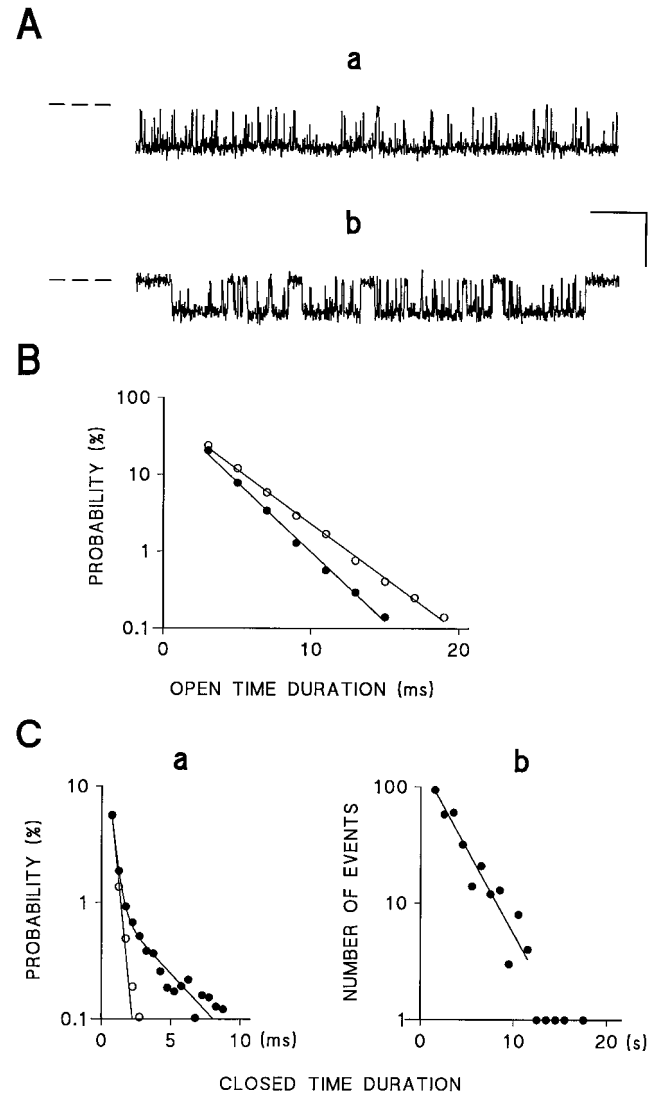 A
a
b
B
100
10
1
0.1
PROBABILITY (%)
0 10 20
OPEN TIME DURATION (ms)
C
a
10
1
0.1
PROBABILITY (%)
0 5 10 (ms)
b
100
10
1
NUMBER OF EVENTS
0 10 20 (s)
CLOSED TIME DURATION